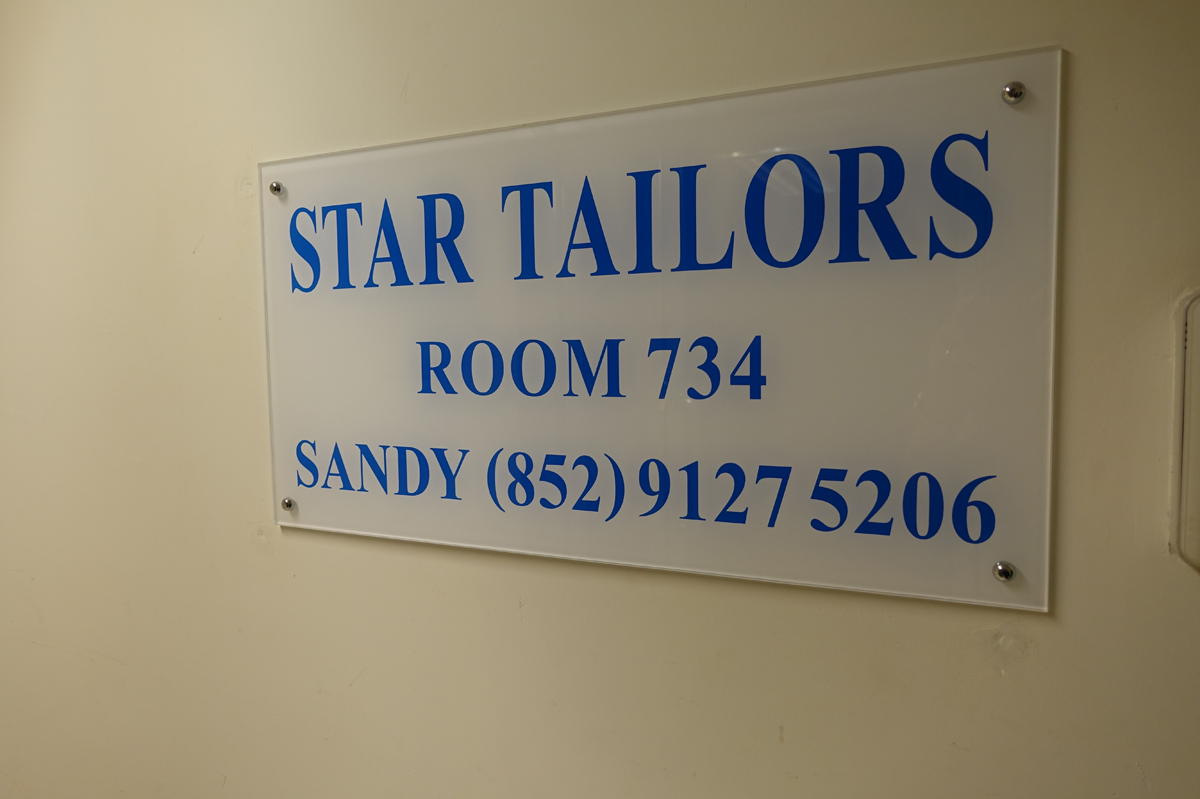 STAR TAILORS
ROOM 734
SANDY (852) 9127 5206